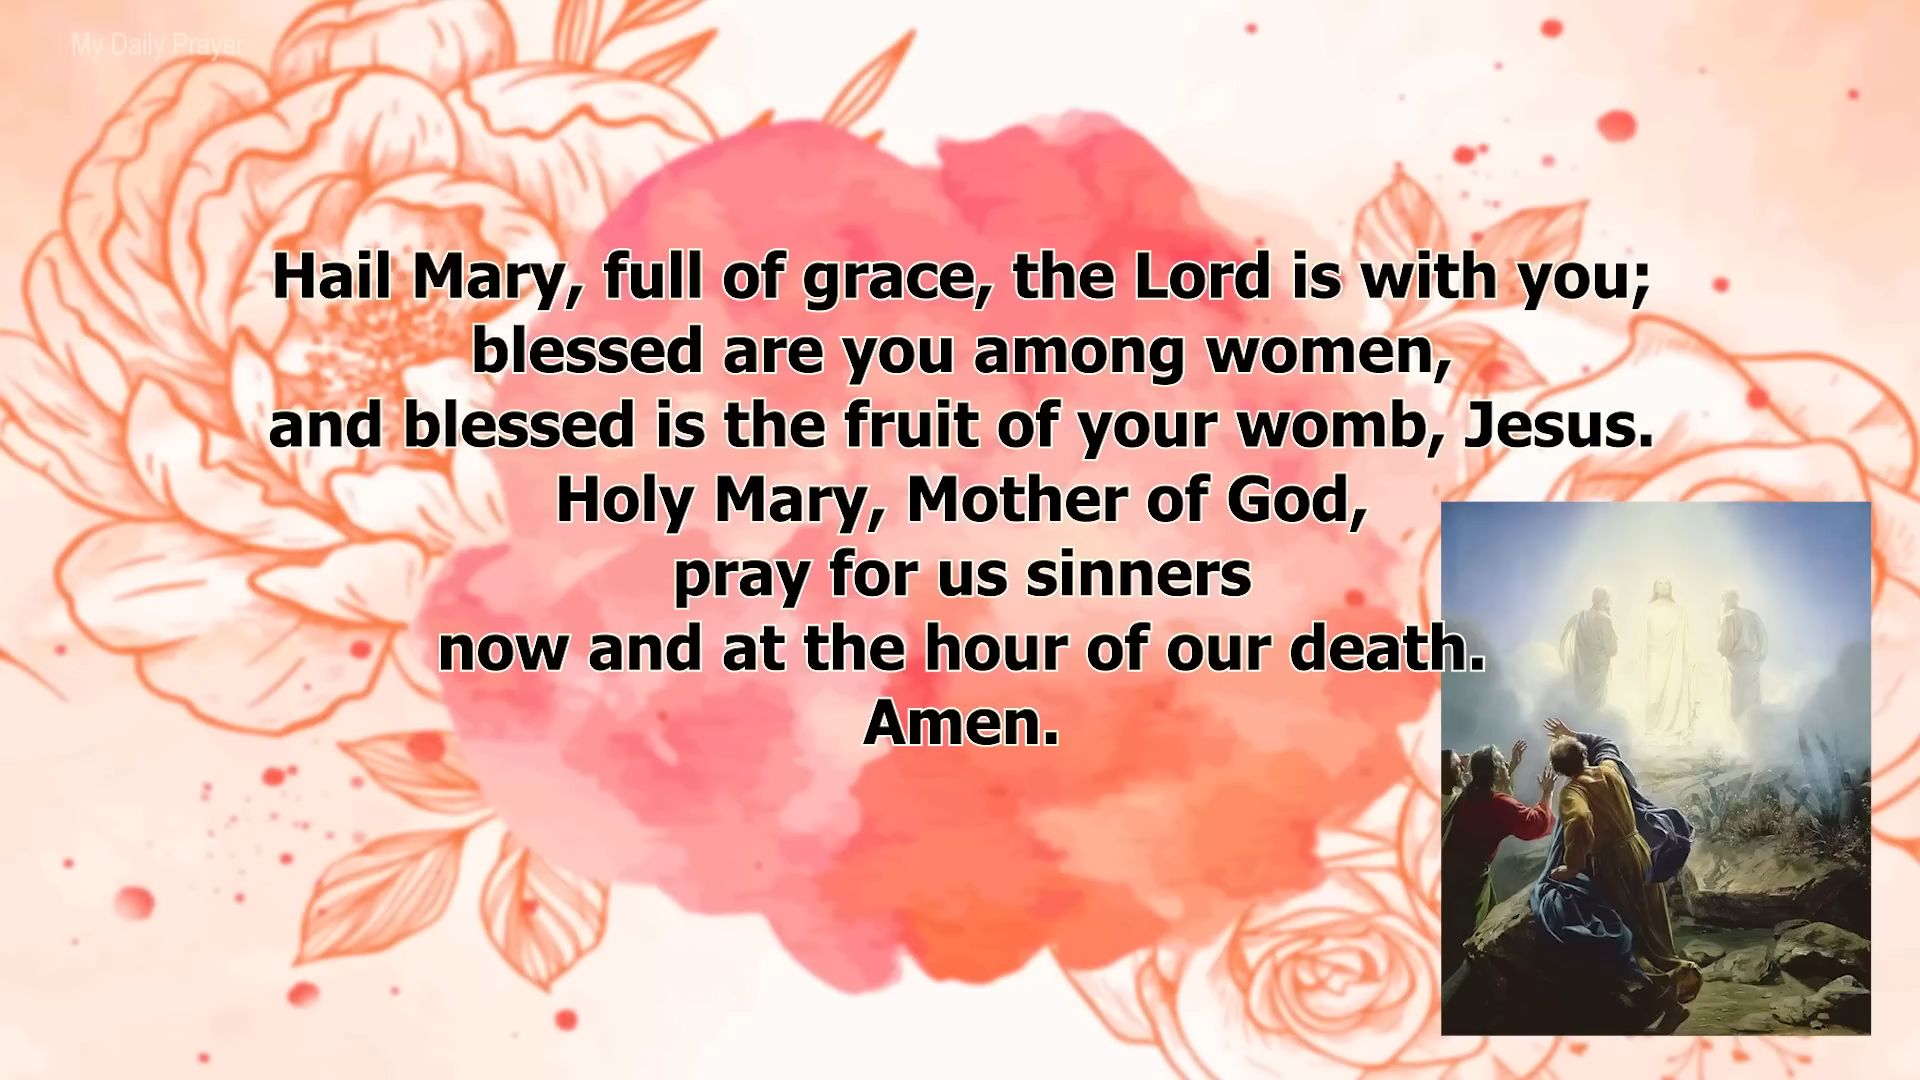 My Daily Prayer
Hail Mary, full of grace, the Lord is with you;
blessed are you among women,
and blessed is the fruit of your womb, Jesus.
Holy Mary, Mother of God,
pray for us sinners
now and at the hour of our death.
Amen.